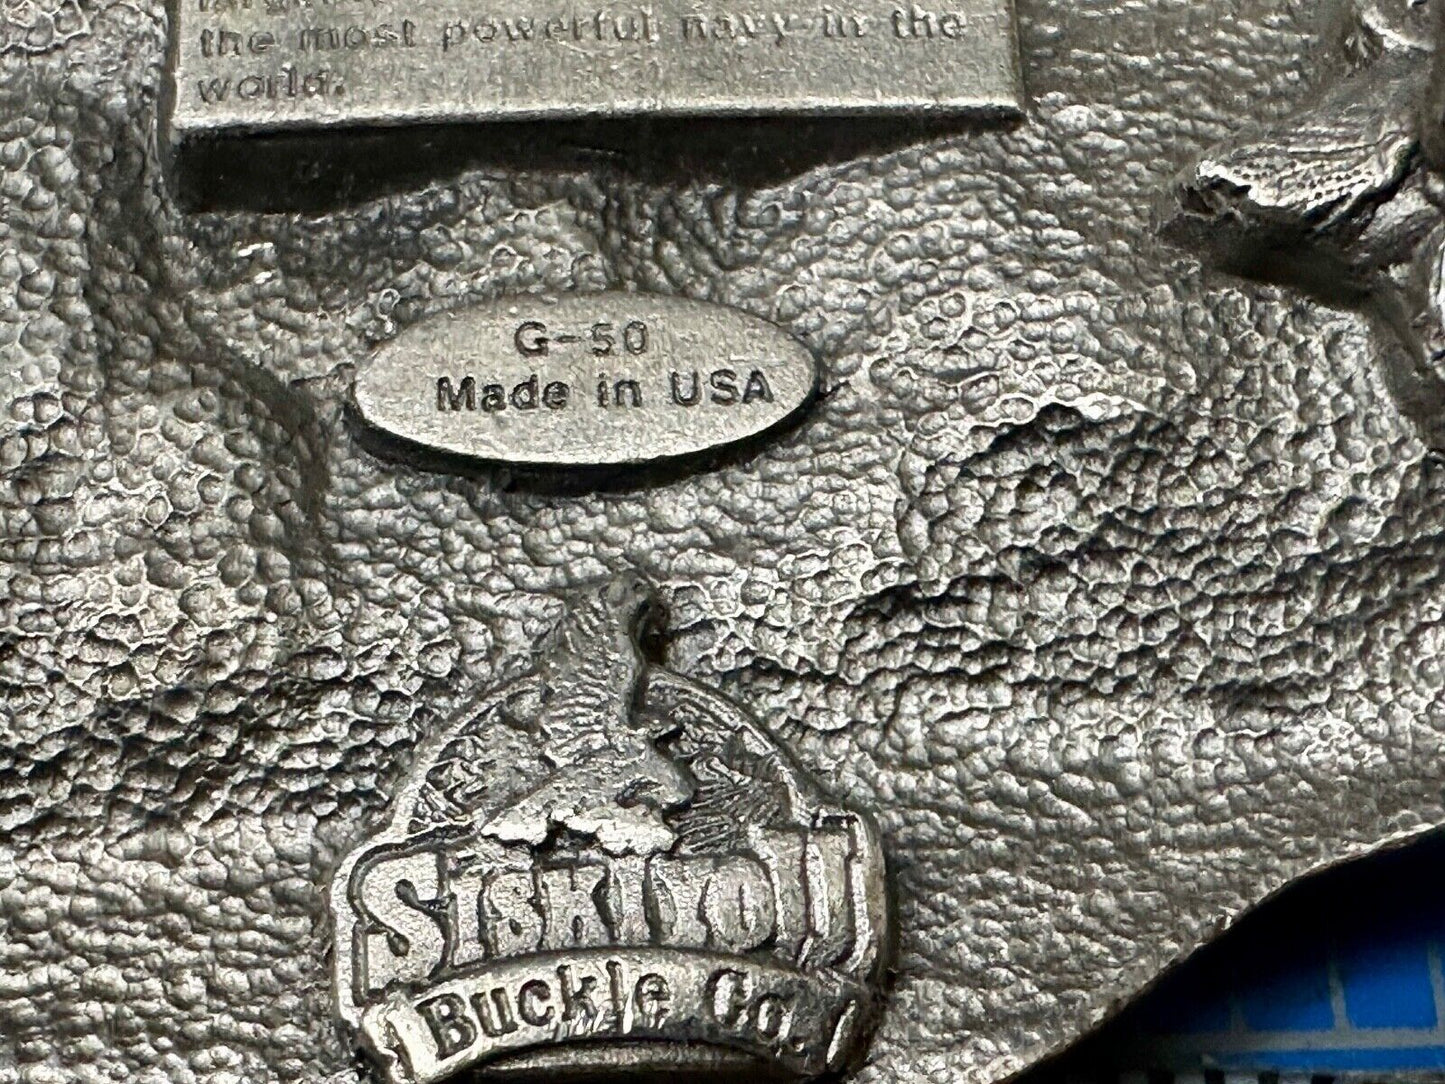 the most powerful navy in the
world.
G-50
Made in USA
SISKIYOU
Buckle Co.